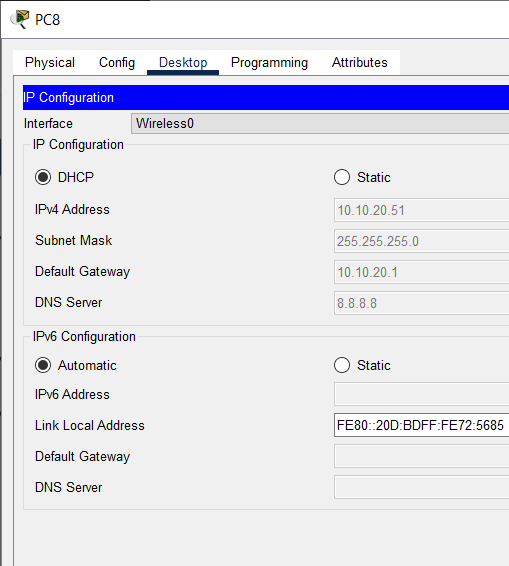 PC8
Physical Config Desktop Programming Attributes
IP Configuration
Interface Wireless0
IP Configuration
DHCP Static
IPv4 Address 10.10.20.51
Subnet Mask 255.255.255.0
Default Gateway 10.10.20.1
DNS Server 8.8.8.8
IPv6 Configuration
Automatic Static
IPv6 Address
Link Local Address FE80::20D:BDFF:FE72:5685
Default Gateway
DNS Server